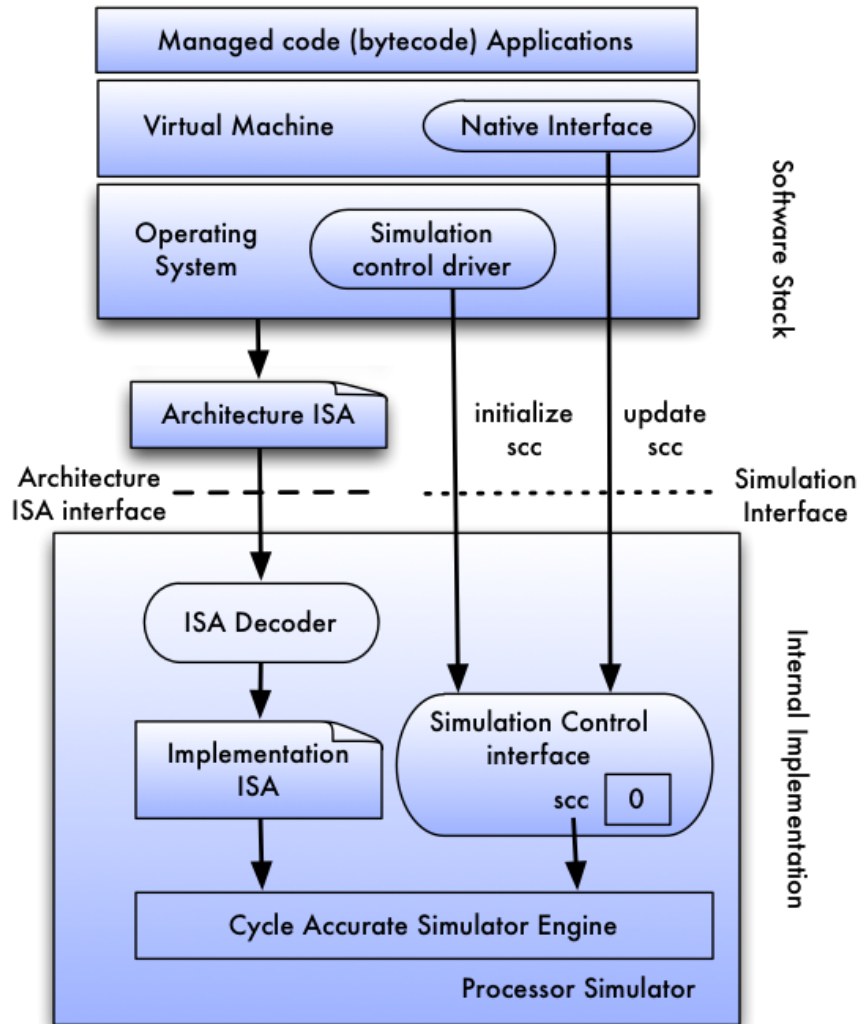 Managed code (bytecode) Applications
Virtual Machine
Native Interface
Operating
System
Simulation
control driver
Software Stack
Architecture ISA
initialize
scc
update
scc
Architecture
ISA interface
Simulation
Interface
ISA Decoder
Implementation
ISA
Simulation Control
interface
scc
0
Internal Implementation
Cycle Accurate Simulator Engine
Processor Simulator